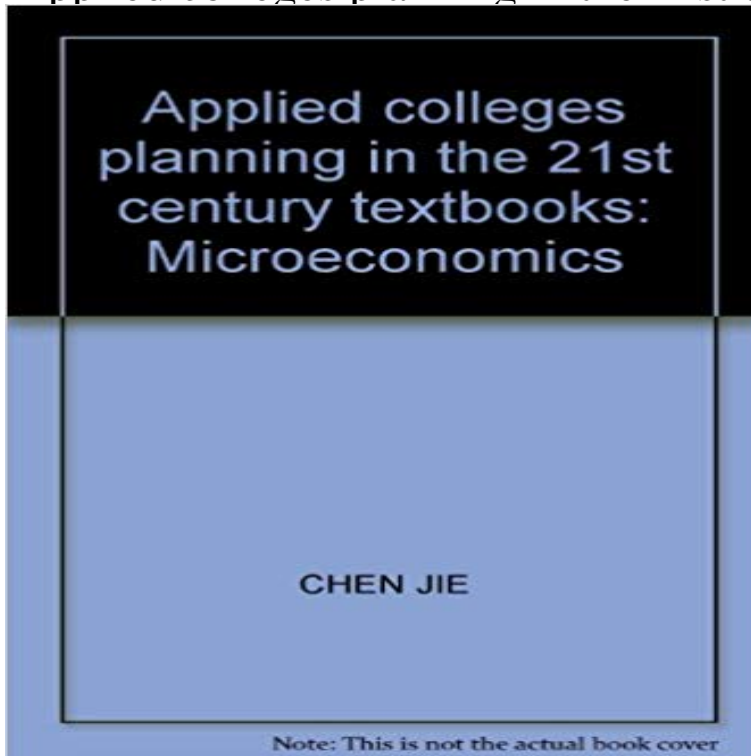 Applied colleges
planning in the 21st
century textbooks:
Microeconomics
CHEN JIE
Note: This is not the actual book cover